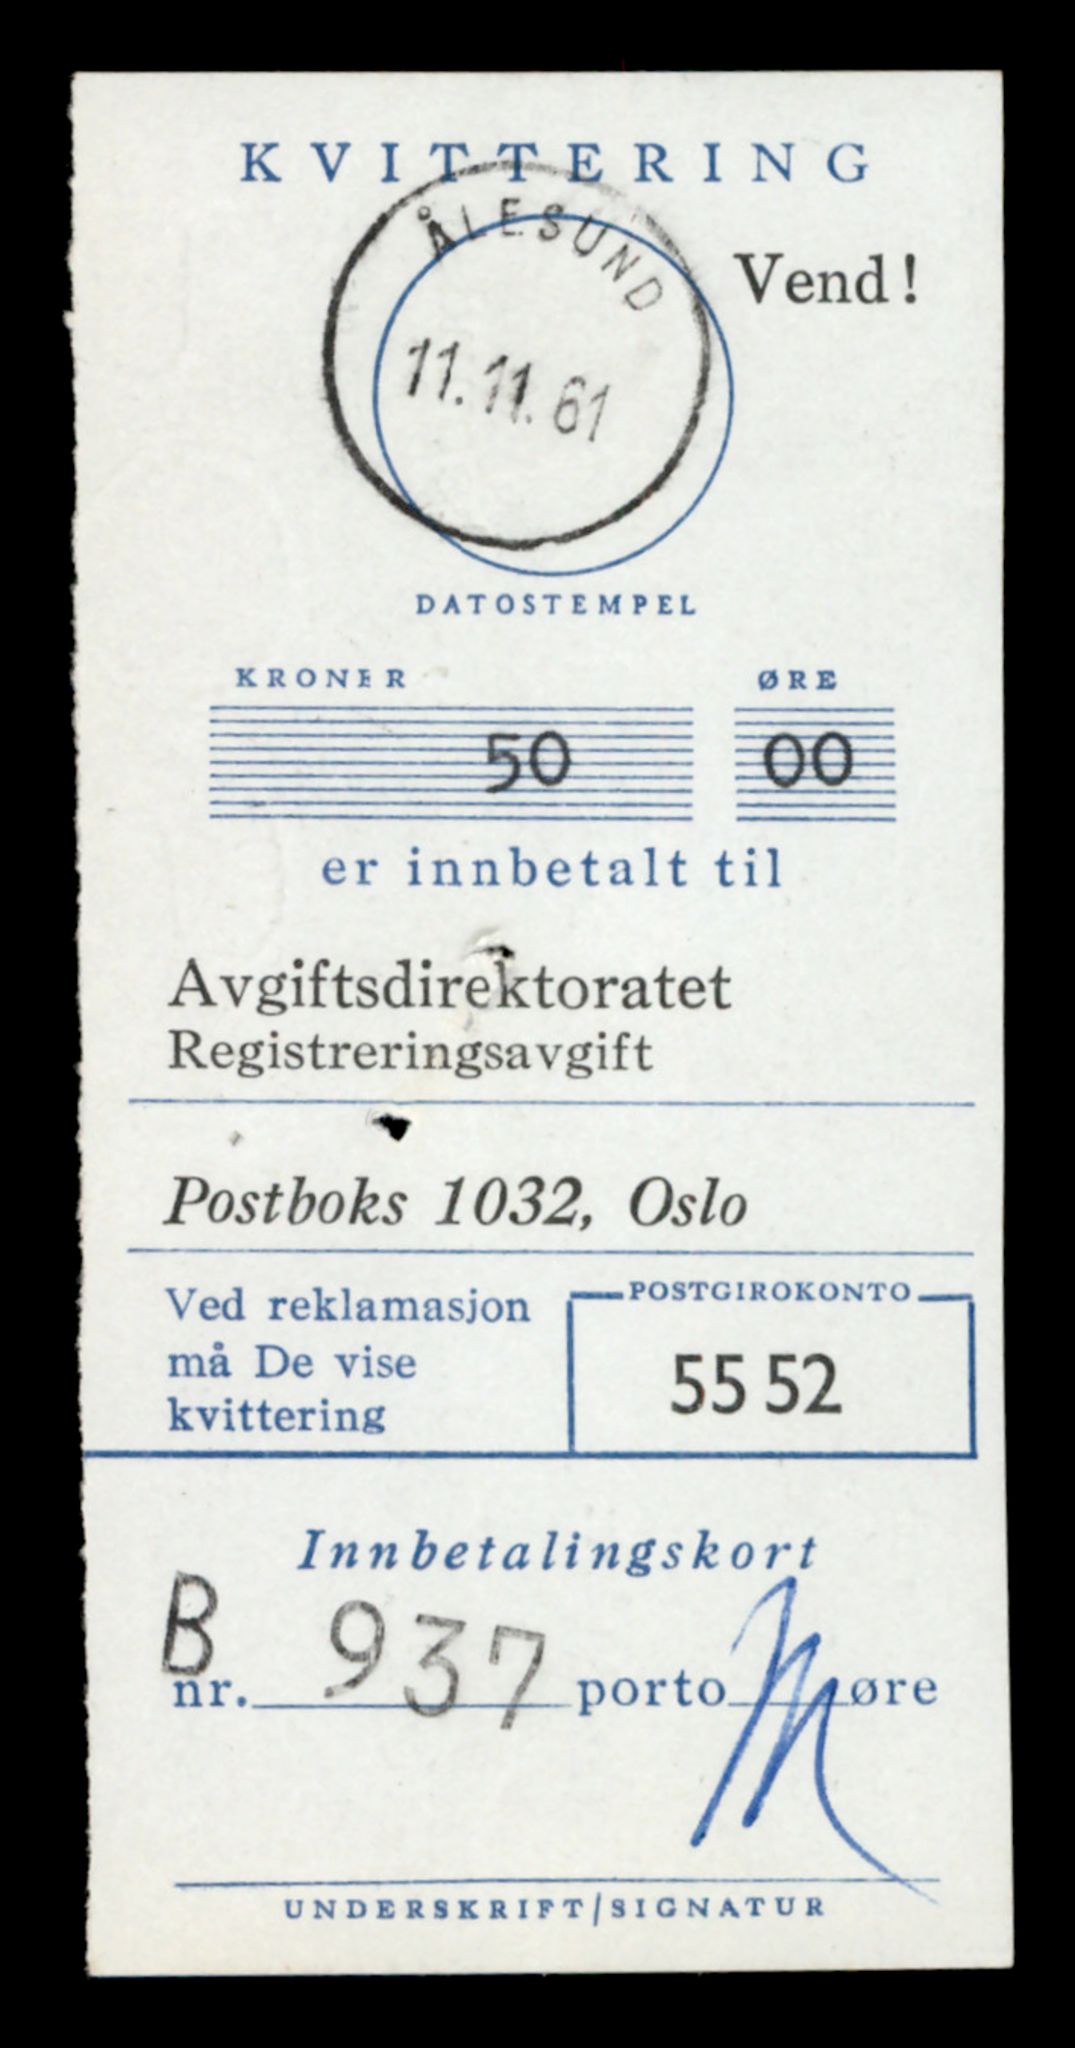 KVITTERING
ÅLESUND
Vend!
11.11.61
DATOSTEMPEL
KRONER ØRE
50 00
er innbetalt til
Avgiftsdirektoratet
Registreringsavgift
Postboks 1032, Oslo
Ved reklamasjon
må De vise
kvittering
POSTGIROKONTO
55 52
Innbetalingskort
B
nr. 937 porto øre
UNDERSKRIFT/SIGNATUR